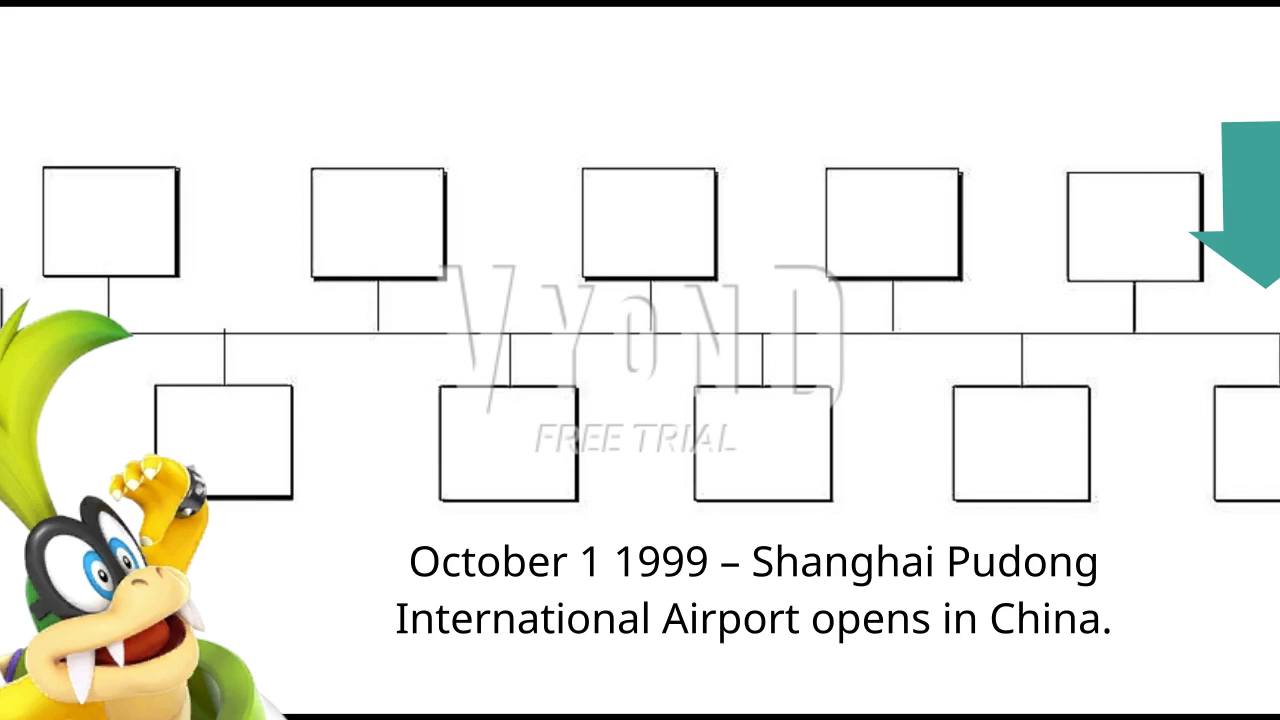 VYOND
FREE TRIAL
October 1 1999 – Shanghai Pudong
International Airport opens in China.